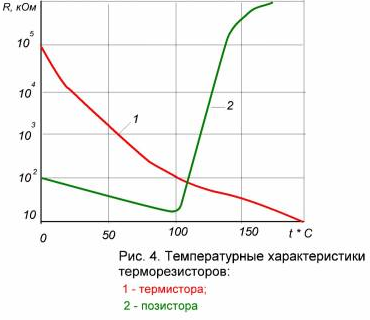 R, кОм
10⁵
10⁴
10³
10²
10
1
2
0
50
100
150
t * C
Рис. 4. Температурные характеристики
терморезисторов:
1 - термистора;
2 - позистора